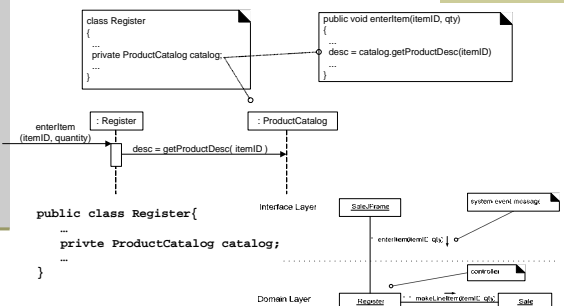 class Register
{
...
private ProductCatalog catalog;
...
}
public void enterItem(itemID, qty)
{
...
desc = catalog.getProductDesc(itemID)
...
}
: Register
: ProductCatalog
enterItem
(itemID, quantity)
desc = getProductDesc( itemID )
public class Register{
…
privte ProductCatalog catalog;
…
}
Interface Layer
SaleJFrame
system event message
enterItem(itemID, qty)
controller
Domain Layer
Register
makeLineItem(itemID, qty)
Sale